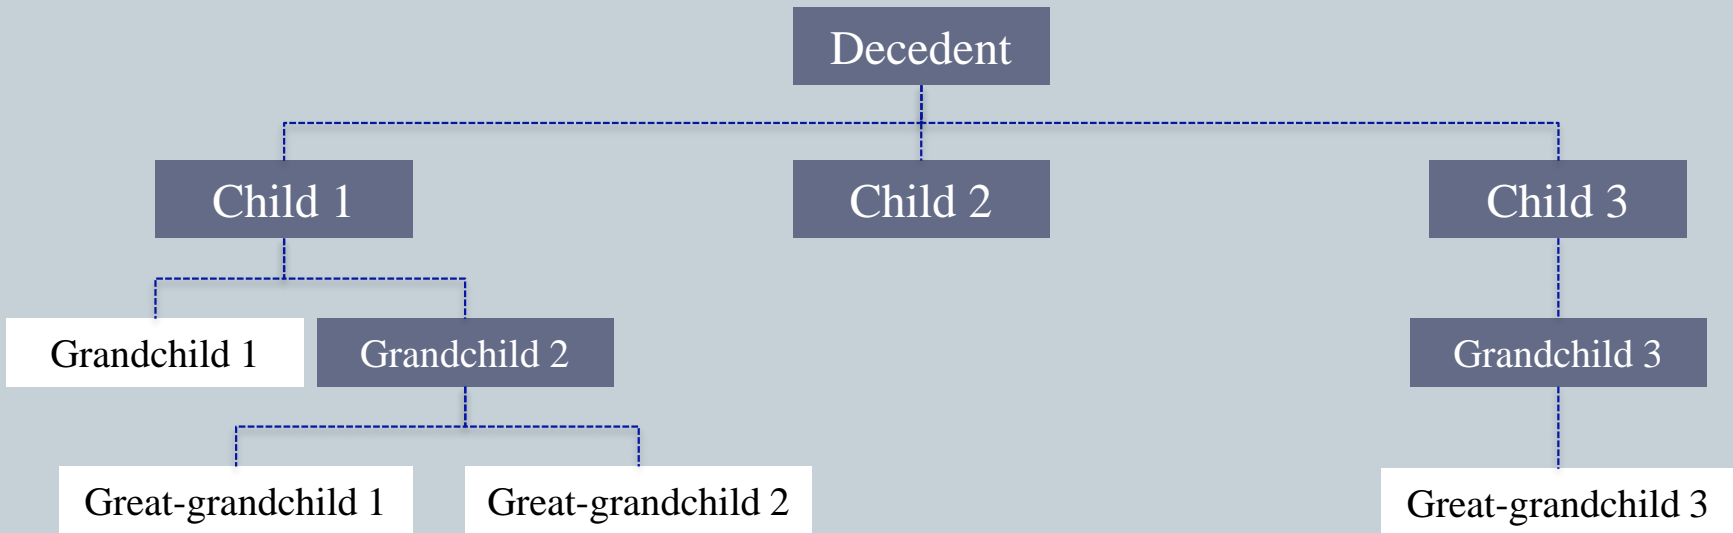 Decedent
Child 1
Child 2
Child 3
Grandchild 1
Grandchild 2
Grandchild 3
Great-grandchild 1
Great-grandchild 2
Great-grandchild 3